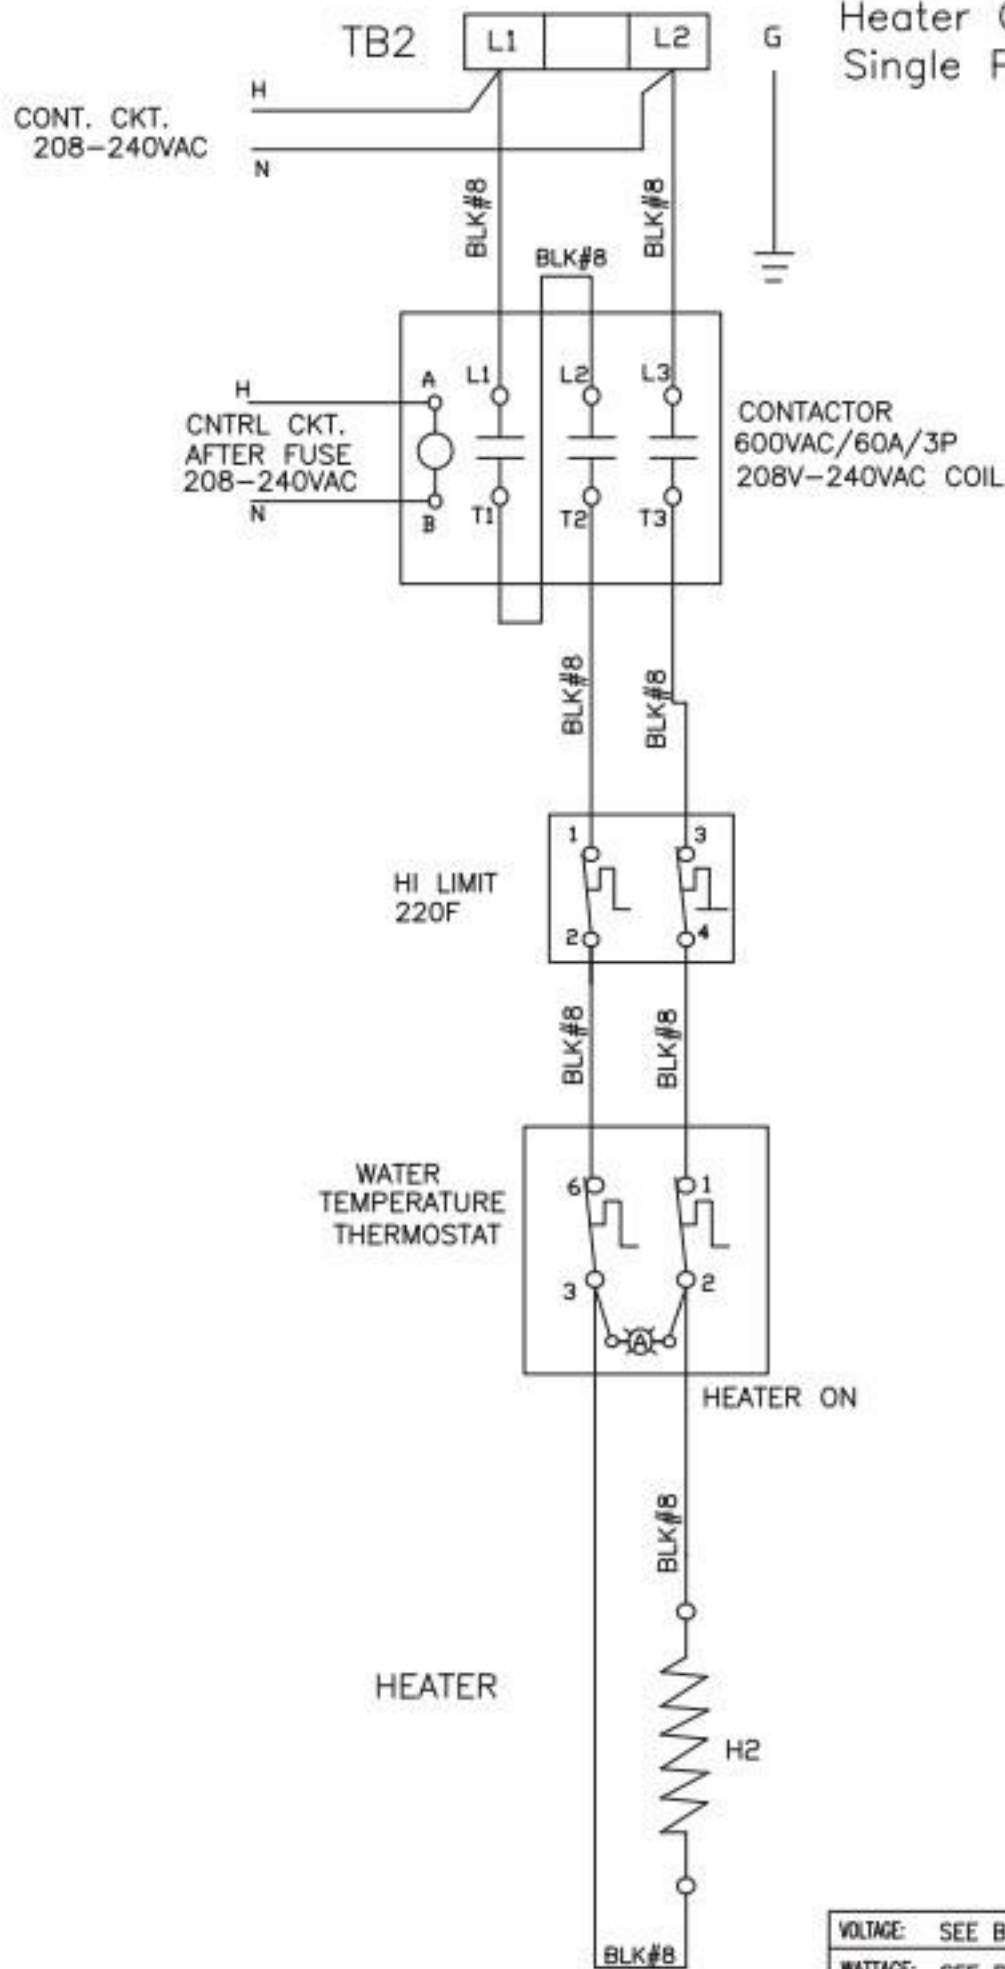 Heater
Single
TB2
L1
L2
G
H
CONT. CKT.
208-240VAC
N
BLK#8
BLK#8
BLK#8
H
A
L1
L2
L3
CNTRL CKT.
AFTER FUSE
208-240VAC
CONTACTOR
600VAC/60A/3P
208V-240VAC COIL
N
B
T1
T2
T3
BLK#8
BLK#8
1
3
HI LIMIT
220F
2
4
BLK#8
BLK#8
WATER
TEMPERATURE
THERMOSTAT
6
1
3
2
A
HEATER ON
BLK#8
HEATER
H2
BLK#8
VOLTAGE: SEE B
WATTAGE: SEE